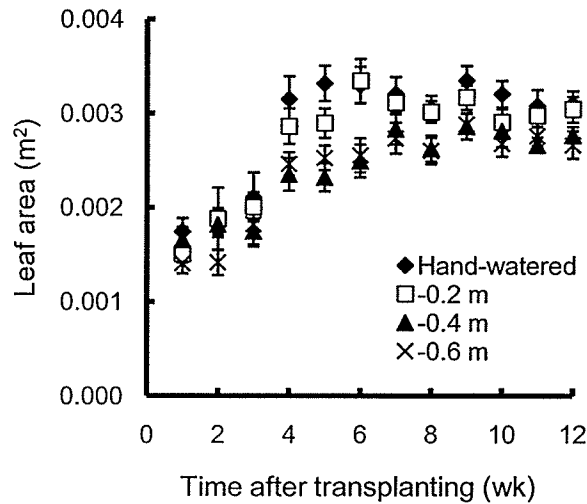 0.004
0.003
0.002
0.001
0.000
Leaf area (m²)
Hand-watered
-0.2 m
-0.4 m
-0.6 m
0 2 4 6 8 10 12
Time after transplanting (wk)